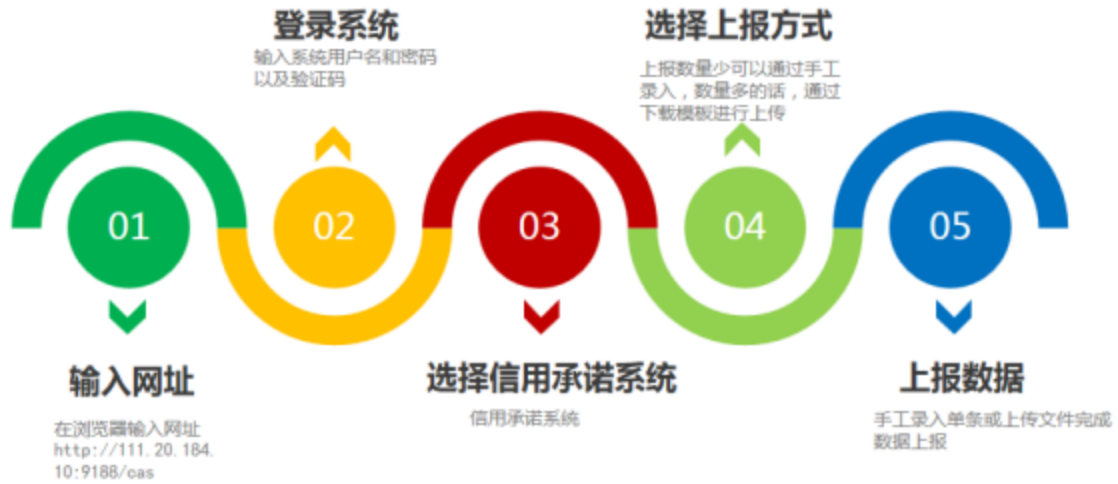 登录系统
输入系统用户名和密码
以及验证码
选择上报方式
上报数量少可以通过手工
录入，数量多的话，通过
下载模板进行上传
01
02
03
04
05
输入网址
在浏览器输入网址
http://111.20.184.
10:9188/cas
选择信用承诺系统
信用承诺系统
上报数据
手工录入单条或上传文件完成
数据上报